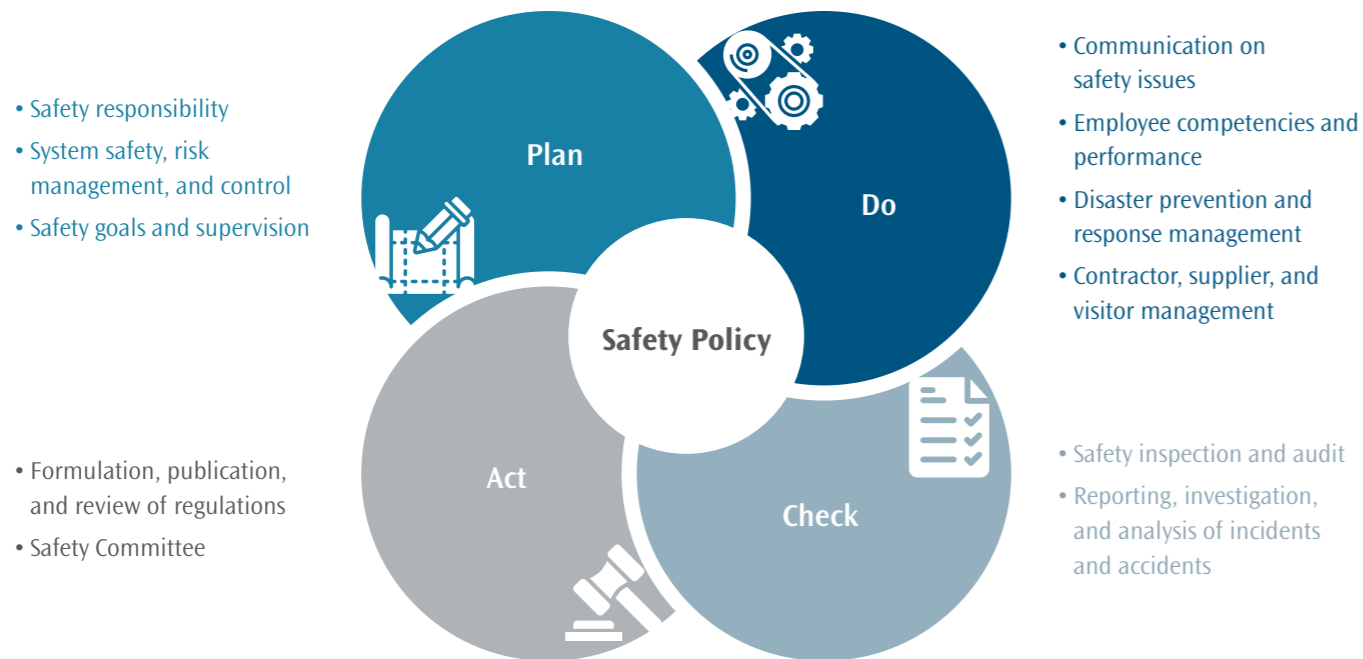 • Safety responsibility
• System safety, risk
management, and control
• Safety goals and supervision
Plan
Do
• Communication on
safety issues
• Employee competencies and
performance
• Disaster prevention and
response management
• Contractor, supplier, and
visitor management
Safety Policy
• Formulation, publication,
and review of regulations
• Safety Committee
Act
Check
• Safety inspection and audit
• Reporting, investigation,
and analysis of incidents
and accidents